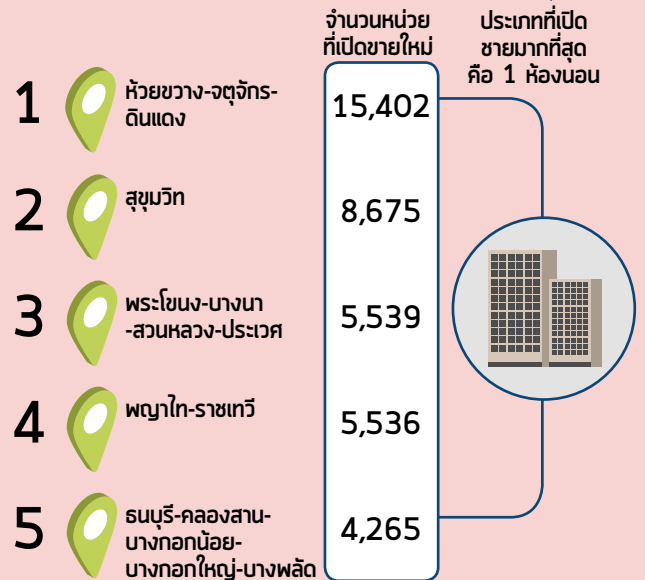 จำนวนหน่วย
ที่เปิดขายใหม่
ประเภทที่เปิด
ขายมากที่สุด
คือ 1 ห้องนอน
1
ห้วยขวาง-จตุจักร-
ดินแดง
15,402
2
สุขุมวิท
8,675
3
พระโขนง-บางนา
-สวนหลวง-ประเวศ
5,539
4
พญาไท-ราชเทวี
5,536
5
ธนบุรี-คลองสาน-
บางกอกน้อย-
บางกอกใหญ่-บางพลัด
4,265